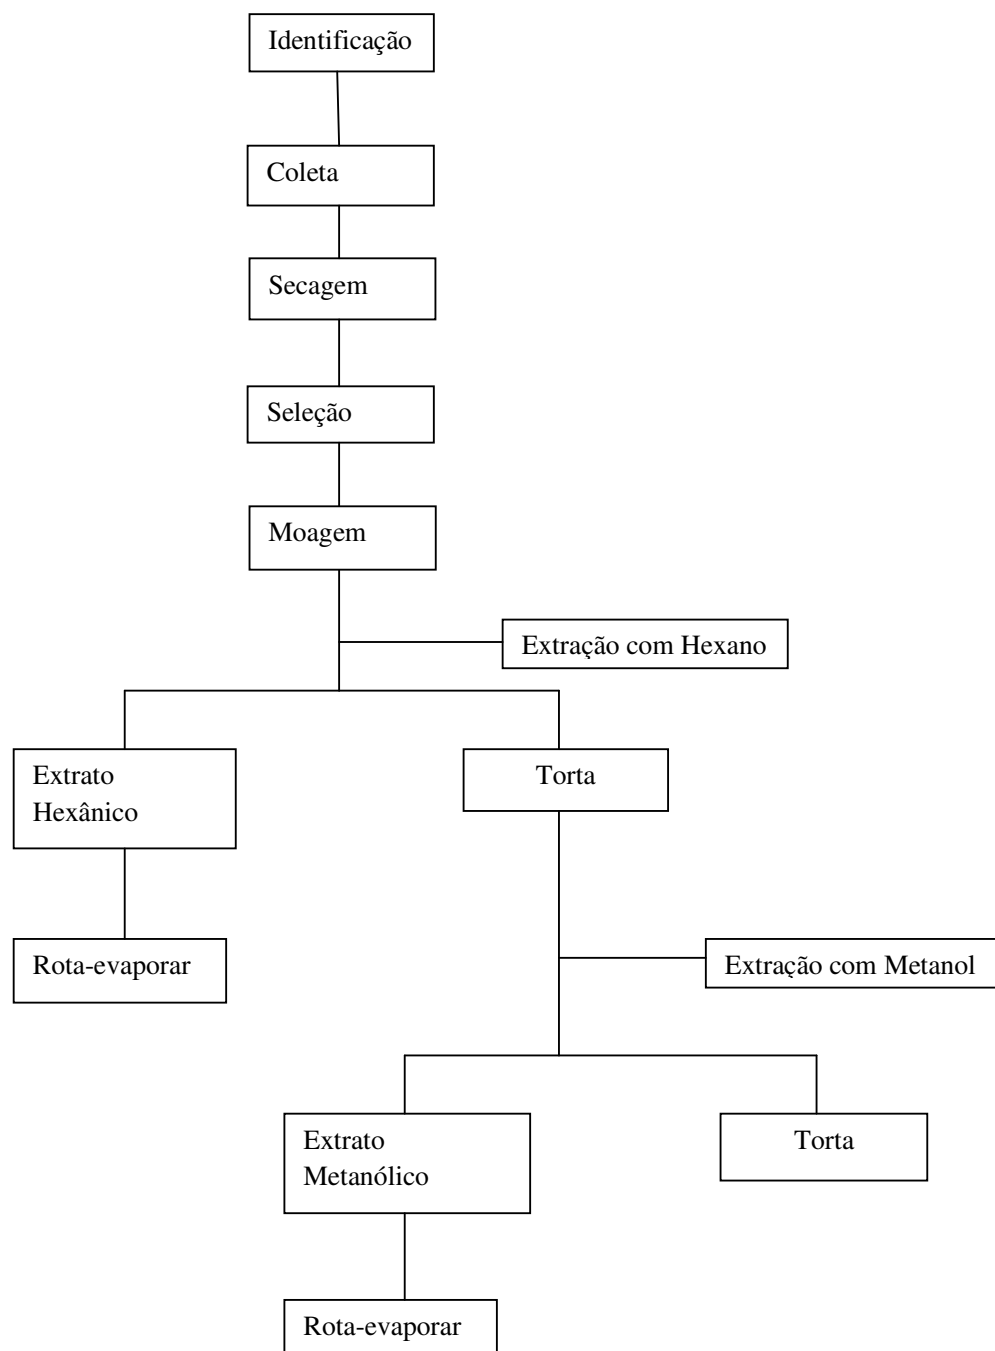 Identificação
Coleta
Secagem
Seleção
Moagem
Extração com Hexano
Extrato
Hexânico
Torta
Rota-evaporar
Extração com Metanol
Extrato
Metanólico
Torta
Rota-evaporar